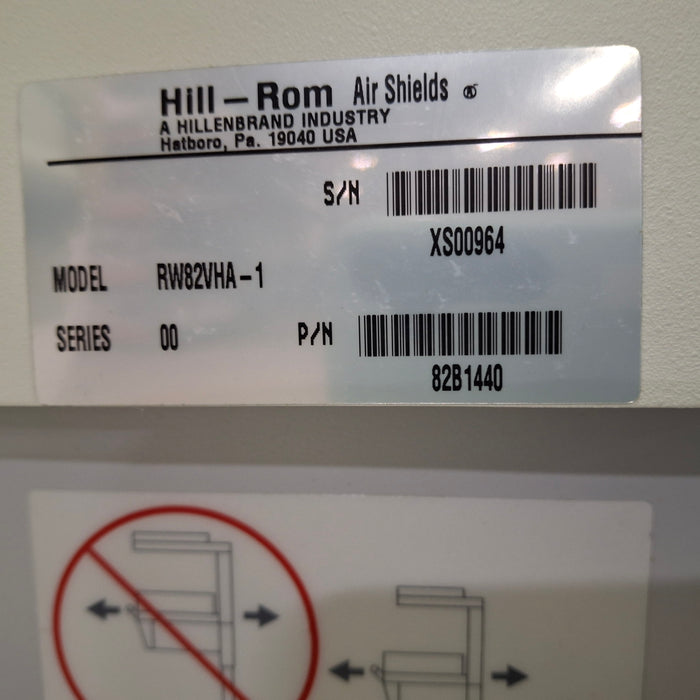 Hill-Rom Air Shields ®
A HILLENBRAND INDUSTRY
Hatboro, Pa. 19040 USA
S/N
XS00964
MODEL RW82VHA-1
SERIES 00 P/N
82B1440